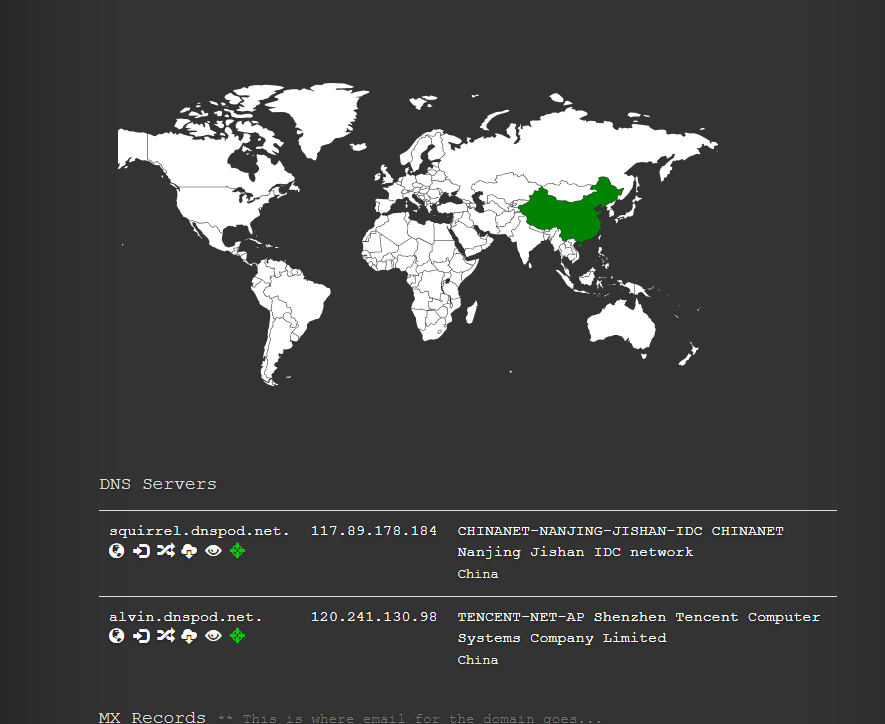 DNS Servers
squirrel.dnspod.net. 117.89.178.184 CHINANET-NANJING-JISHAN-IDC CHINANET
Nanjing Jishan IDC network
China
alvin.dnspod.net. 120.241.130.98 TENCENT-NET-AP Shenzhen Tencent Computer
Systems Company Limited
China
MX Records ** This is where email for the domain goes...